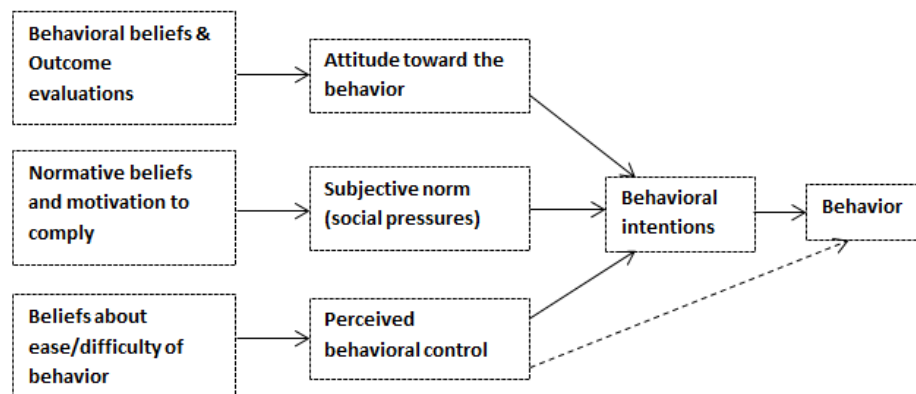 Behavioral beliefs &
Outcome
evaluations
Attitude toward the
behavior
Normative beliefs
and motivation to
comply
Subjective norm
(social pressures)
Behavioral
intentions
Behavior
Beliefs about
ease/difficulty of
behavior
Perceived
behavioral control